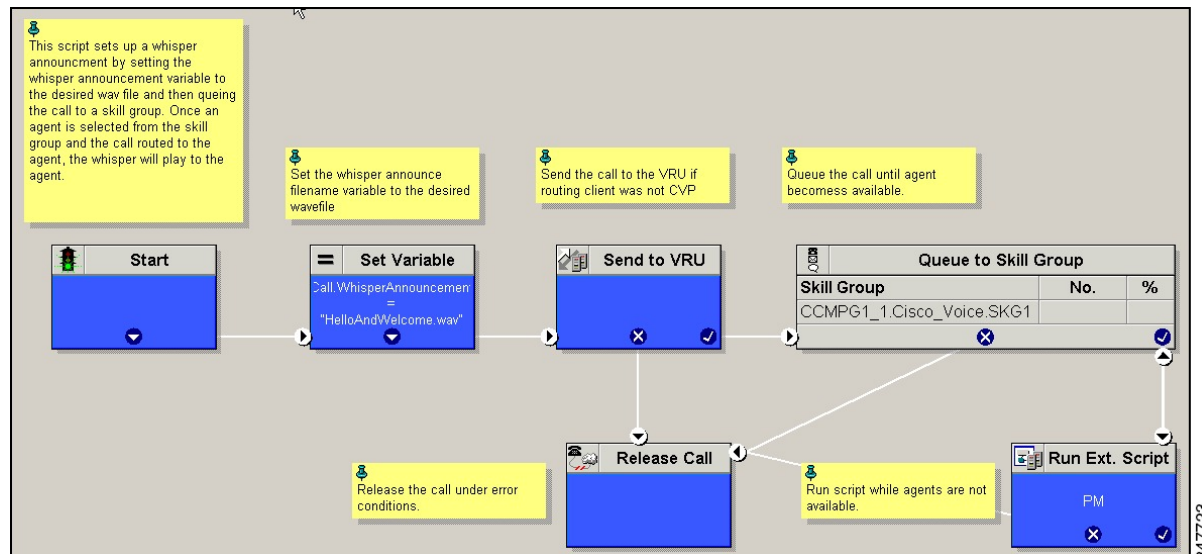 This script sets up a whisper
announcment by setting the
whisper announcement variable to
the desired wav file and then queing
the call to a skill group. Once an
agent is selected from the skill
group and the call routed to the
agent, the whisper will play to the
agent.
Set the whisper announce
filename variable to the desired
wavefile
Send the call to the VRU if
routing client was not CVP
Queue the call until agent
becomess available.
Start
= Set Variable
Call.WhisperAnnouncement
=
"HelloAndWelcome.wav"
Send to VRU
Queue to Skill Group
Skill Group No. %
CCMPG1_1.Cisco_Voice.SKG1
Release Call
Release the call under error
conditions.
Run script while agents are not
available.
Run Ext. Script
PM